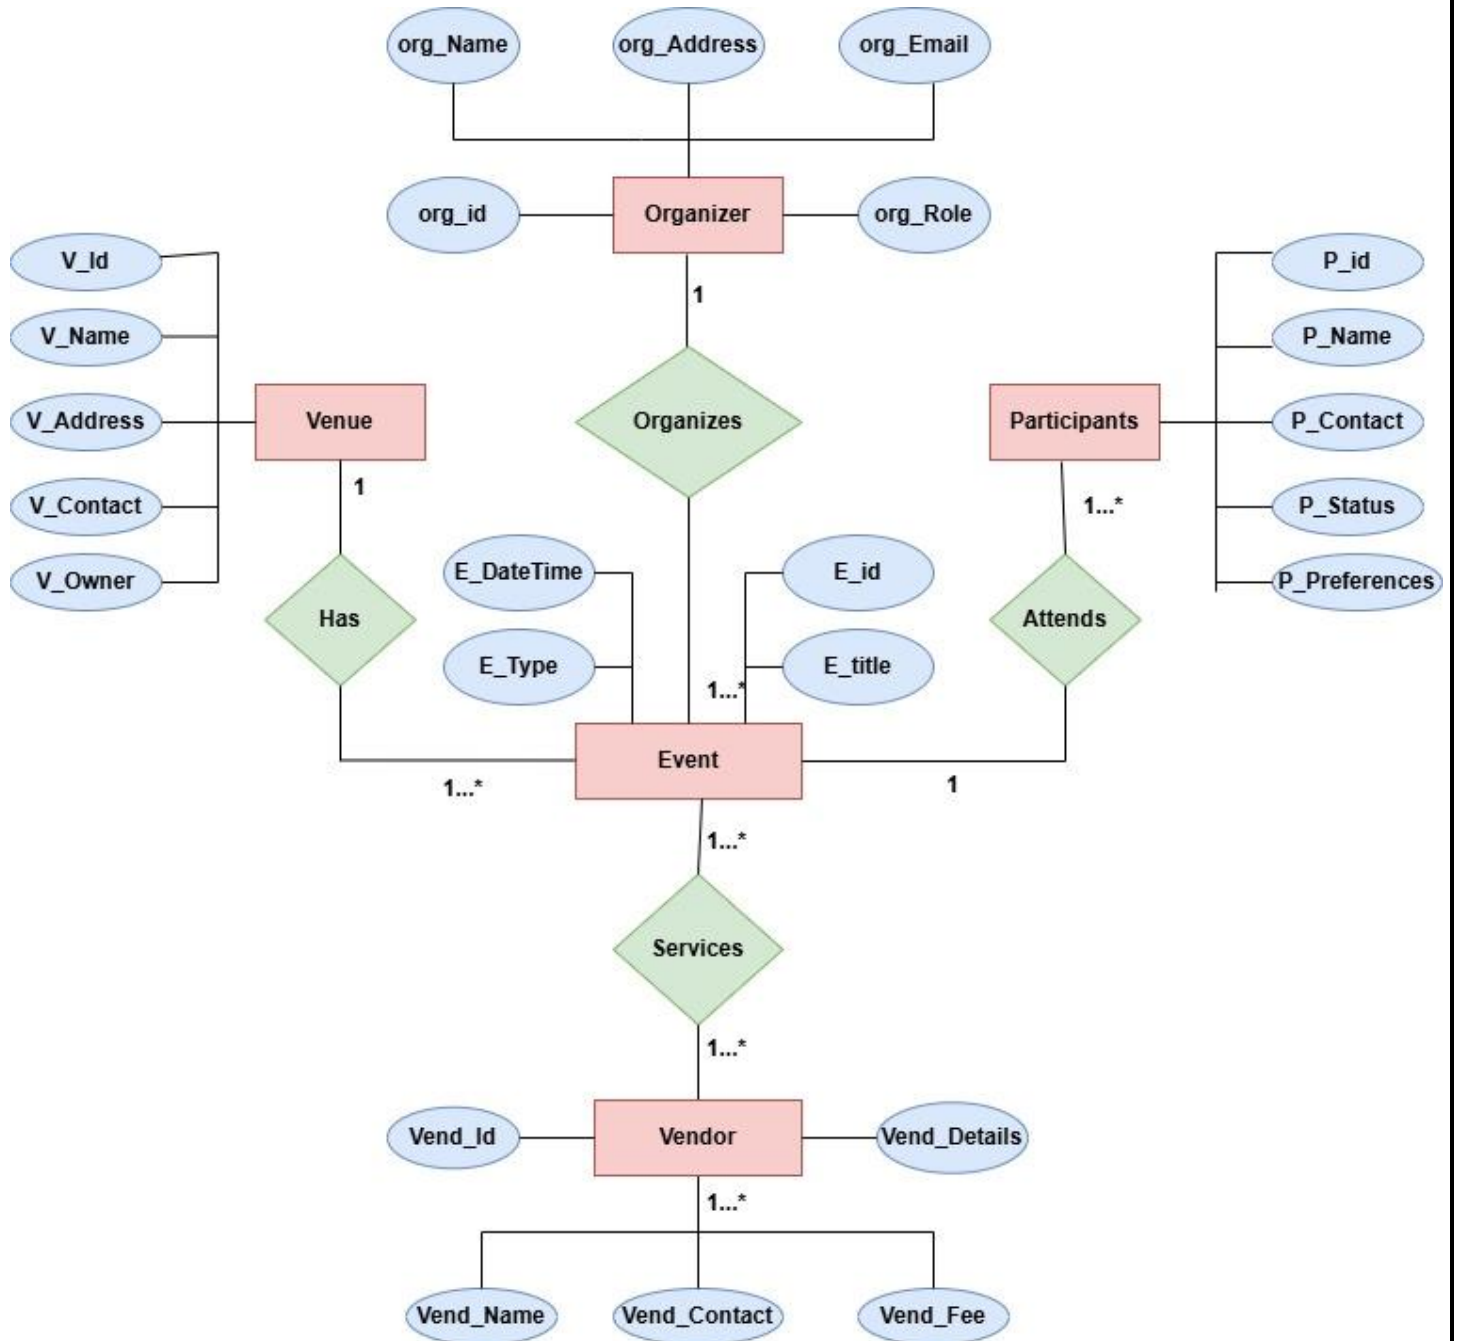 org_Name
org_Address
org_Email
org_id
Organizer
org_Role
V_Id
P_id
1
V_Name
P_Name
V_Address
Venue
Organizes
Participants
P_Contact
1
V_Contact
1...*
P_Status
E_DateTime
E_id
V_Owner
P_Preferences
Has
Attends
E_Type
E_title
1...*
Event
1...*
1
1...*
Services
1...*
Vend_Id
Vendor
Vend_Details
1...*
Vend_Name
Vend_Contact
Vend_Fee